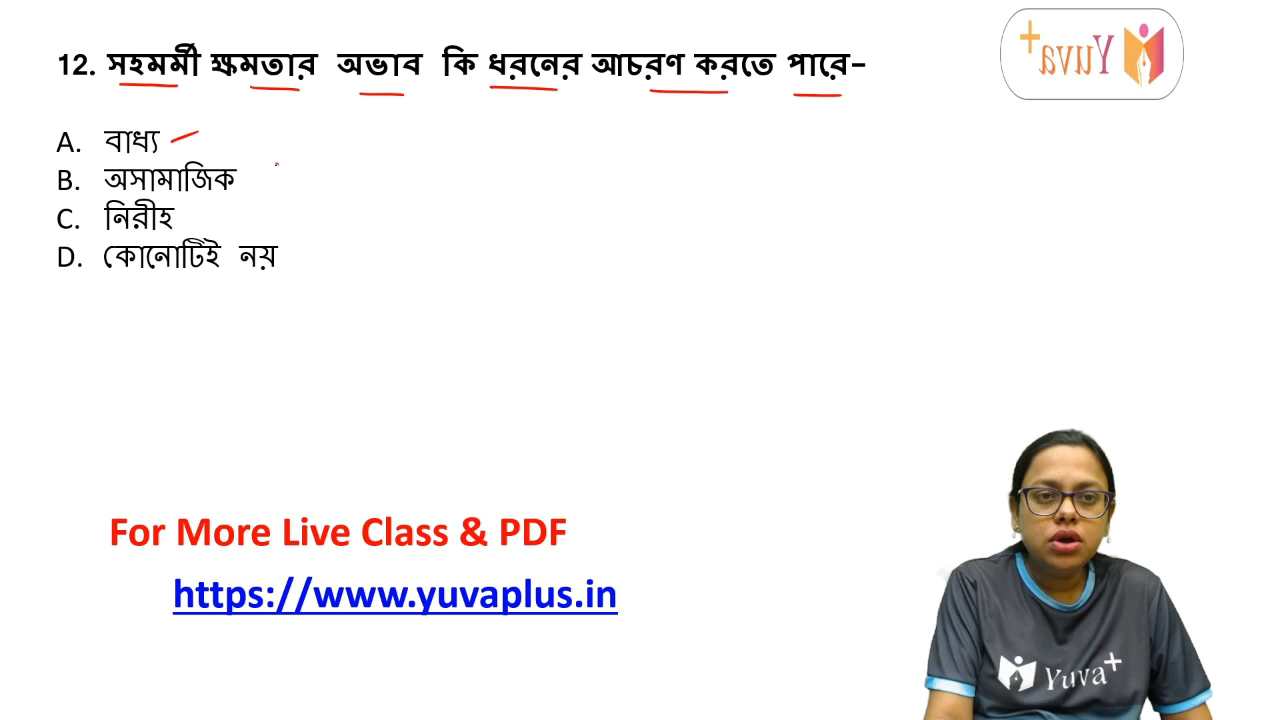 12. সহমর্মী ক্ষমতার অভাব কি ধরনের আচরণ করতে পারে–
Yuva+
A. বাধ্য
B. অসামাজিক
C. নিরীহ
D. কোনোটিই নয়
For More Live Class & PDF
https://www.yuvaplus.in
Yuva+